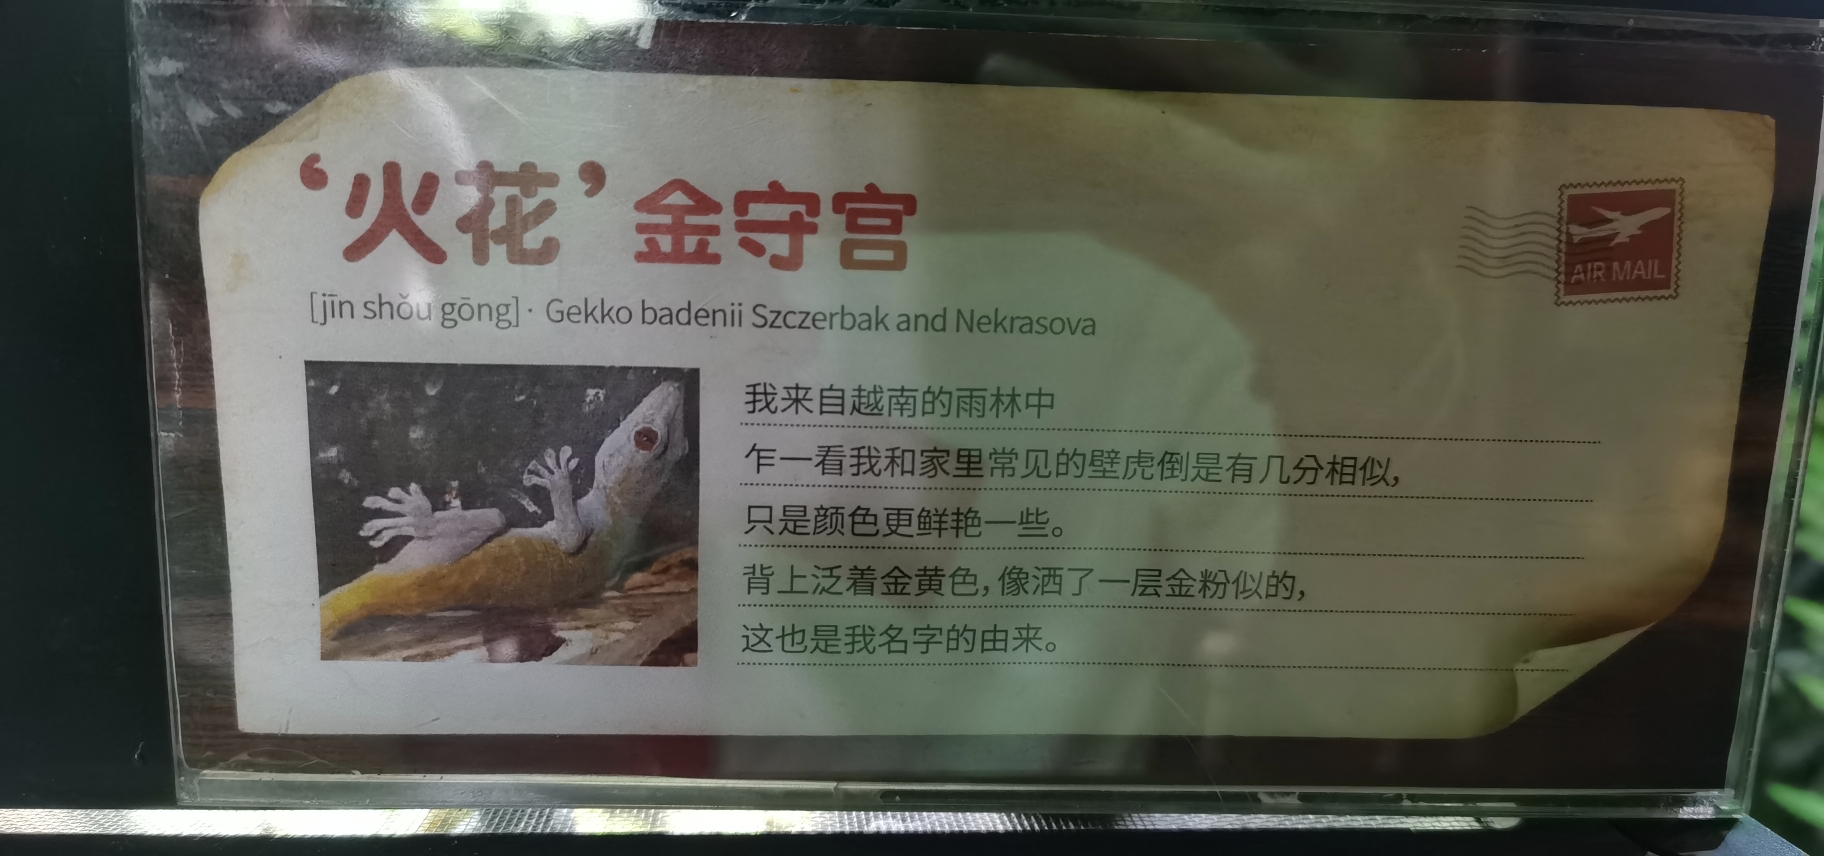 ‘火花’金守宫
[jīn shǒu gōng]· Gekko badenii Szczerbak and Nekrasova
AIR MAIL
我来自越南的雨林中
乍一看我和家里常见的壁虎倒是有几分相似,
只是颜色更鲜艳一些。
背上泛着金黄色,像洒了一层金粉似的,
这也是我名字的由来。